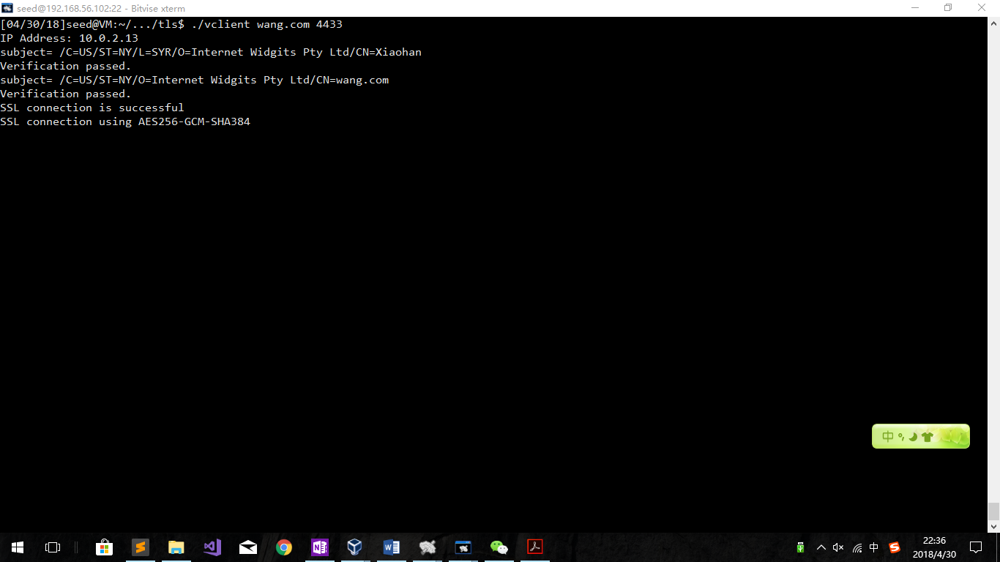 seed@192.168.56.102:22 - Bitvise xterm
[04/30/18]seed@VM:~/.../tls$ ./vclient wang.com 4433
IP Address: 10.0.2.13
subject= /C=US/ST=NY/L=SYR/O=Internet Widgits Pty Ltd/CN=Xiaohan
Verification passed.
subject= /C=US/ST=NY/O=Internet Widgits Pty Ltd/CN=wang.com
Verification passed.
SSL connection is successful
SSL connection using AES256-GCM-SHA384
中
中
22:36
2018/4/30